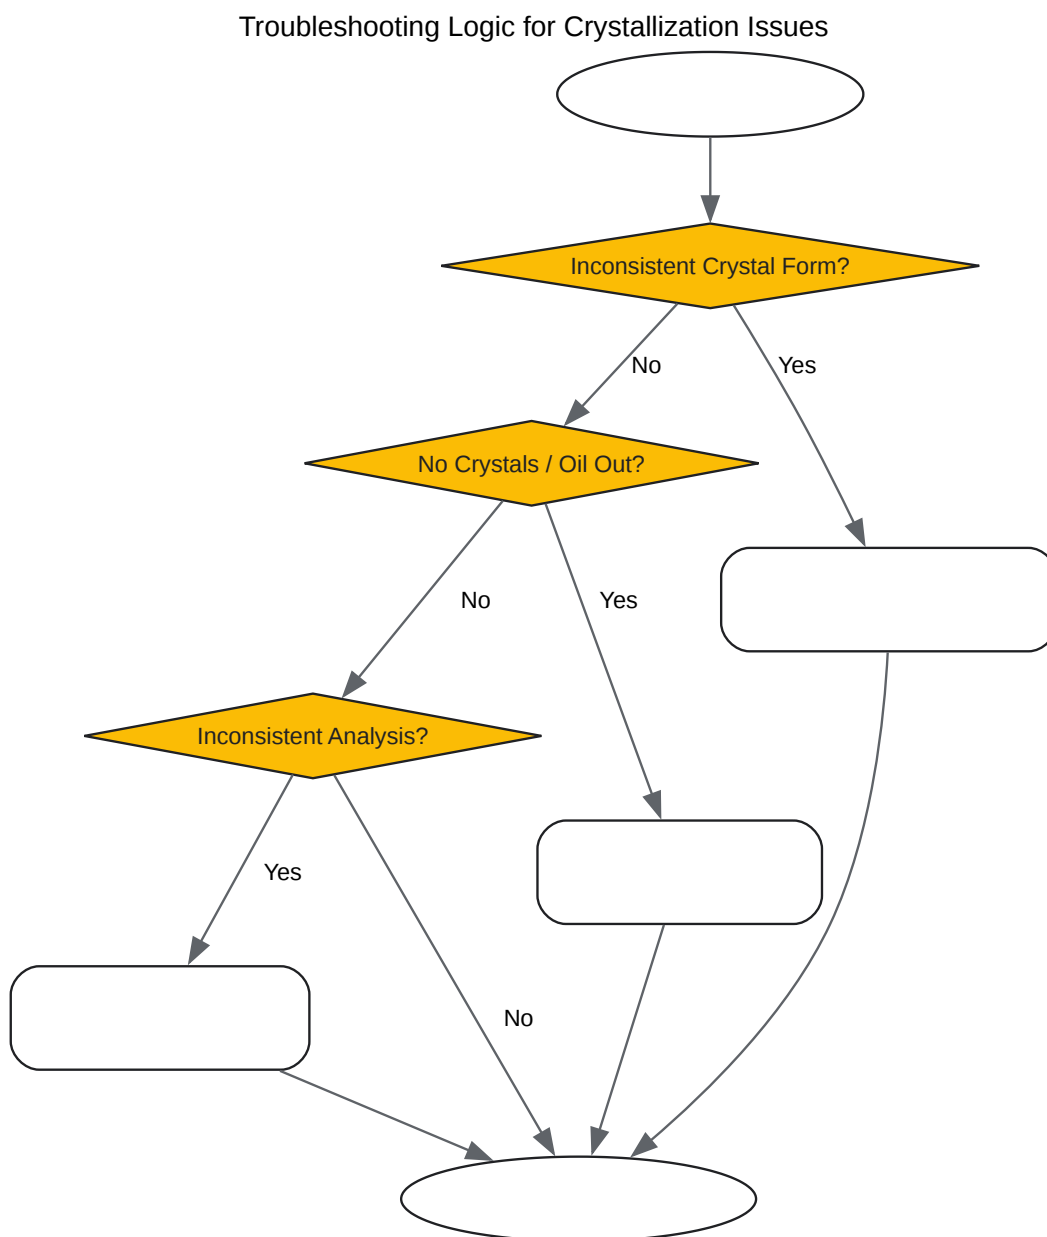 Troubleshooting Logic for Crystallization Issues
Inconsistent Crystal Form?
No
Yes
No Crystals / Oil Out?
No
Yes
Inconsistent Analysis?
Yes
No